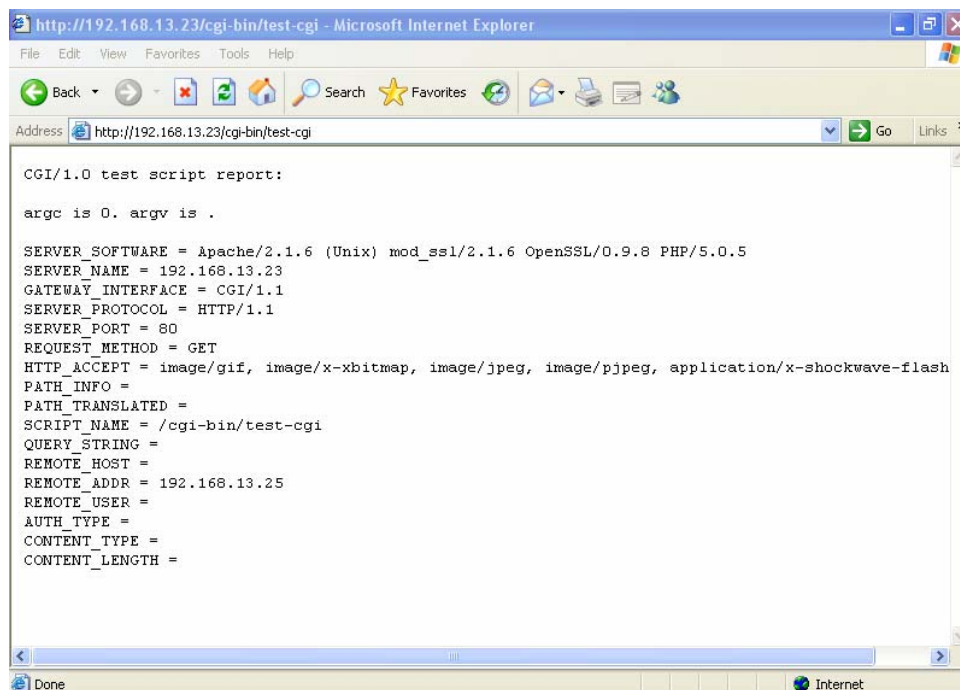 http://192.168.13.23/cgi-bin/test-cgi - Microsoft Internet Explorer
File Edit View Favorites Tools Help
Back Search Favorites
Address http://192.168.13.23/cgi-bin/test-cgi Go Links
CGI/1.0 test script report:
argc is 0. argv is .
SERVER_SOFTWARE = Apache/2.1.6 (Unix) mod_ssl/2.1.6 OpenSSL/0.9.8 PHP/5.0.5
SERVER_NAME = 192.168.13.23
GATEWAY_INTERFACE = CGI/1.1
SERVER_PROTOCOL = HTTP/1.1
SERVER_PORT = 80
REQUEST_METHOD = GET
HTTP_ACCEPT = image/gif, image/x-xbitmap, image/jpeg, image/pjpeg, application/x-shockwave-flash
PATH_INFO =
PATH_TRANSLATED =
SCRIPT_NAME = /cgi-bin/test-cgi
QUERY_STRING =
REMOTE_HOST =
REMOTE_ADDR = 192.168.13.25
REMOTE_USER =
AUTH_TYPE =
CONTENT_TYPE =
CONTENT_LENGTH =
Done Internet